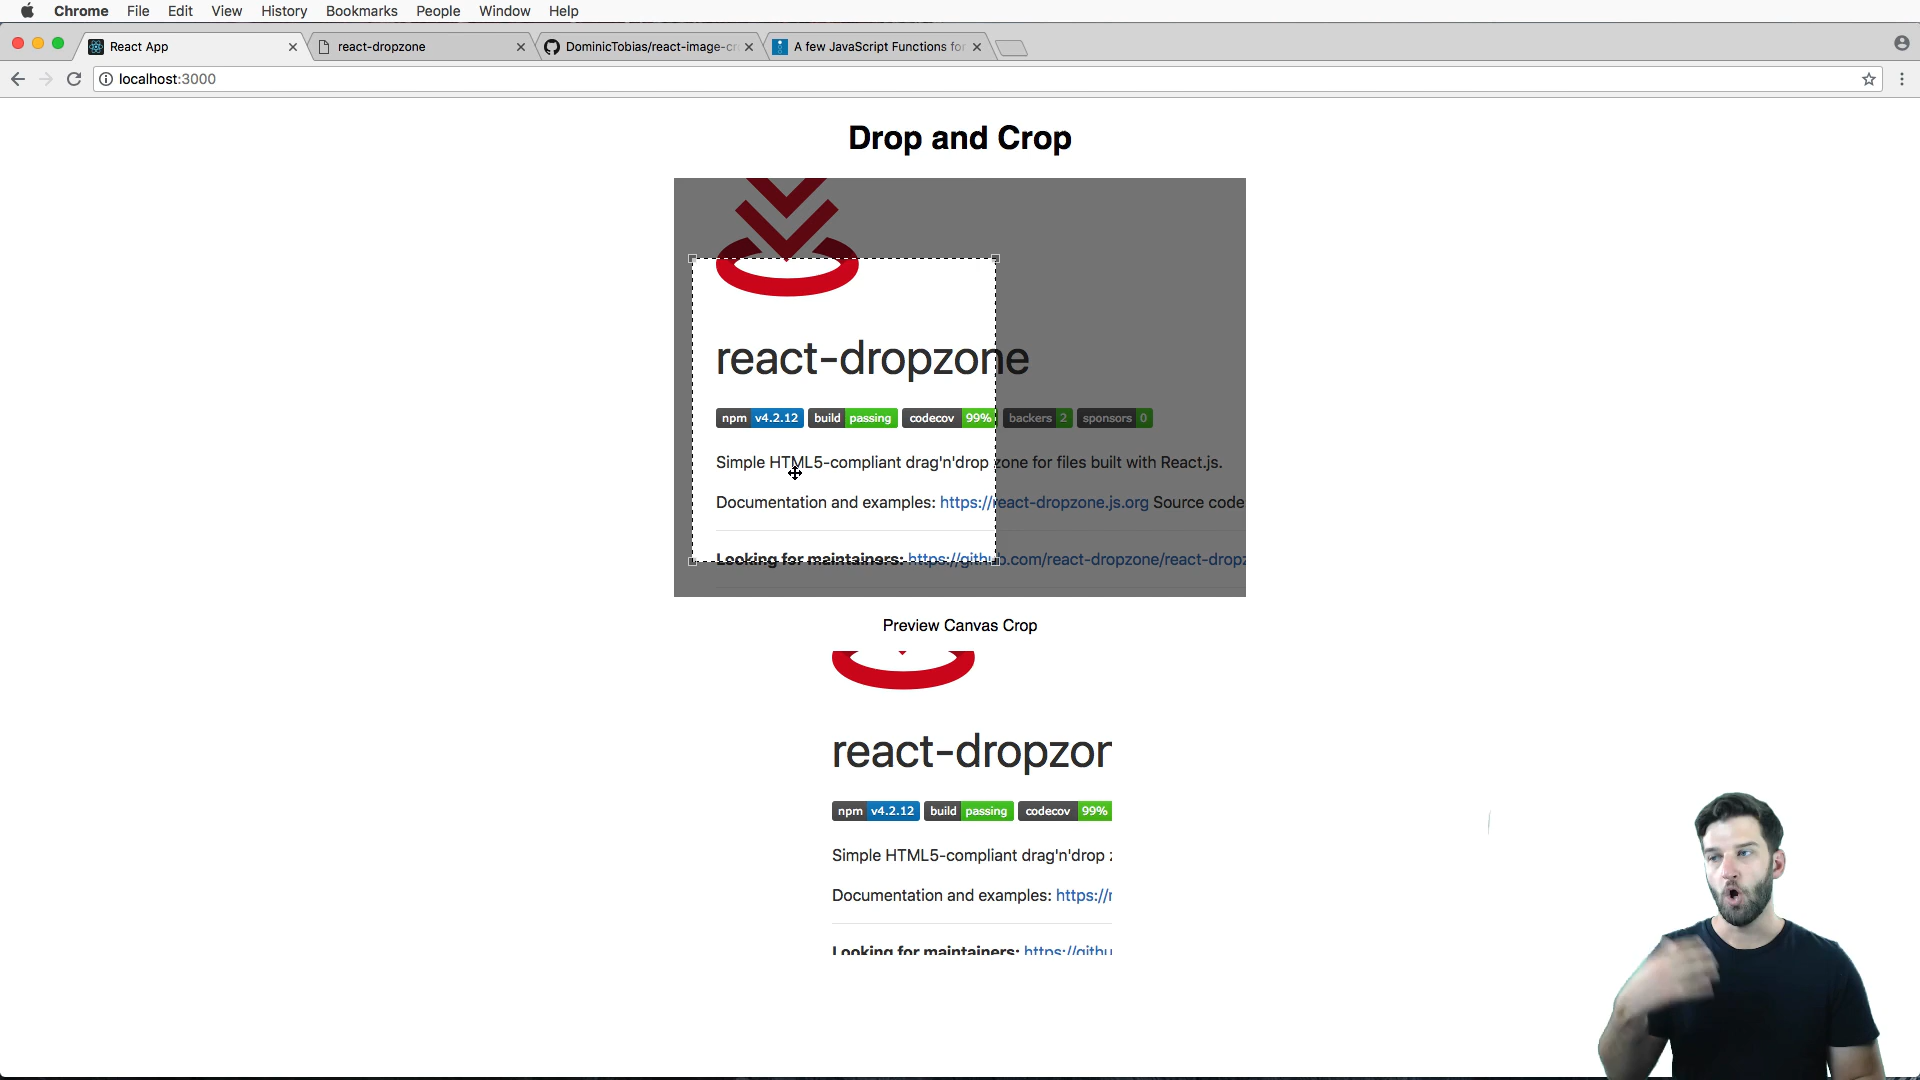 Chrome File Edit View History Bookmarks People Window Help
React App react-dropzone DominicTobias/react-image-cr A few JavaScript Functions for
localhost:3000
Drop and Crop
react-dropzone
npm v4.2.12 build passing codecov 99% backers 2 sponsors 0
Simple HTML5-compliant drag'n'drop zone for files built with React.js.
Documentation and examples: https://react-dropzone.js.org Source code
Looking for maintainers: https://github.com/react-dropzone/react-dropz
Preview Canvas Crop
react-dropzor
npm v4.2.12 build passing codecov 99%
Simple HTML5-compliant drag'n'drop
Documentation and examples: https://r
Looking for maintainers: https://githu